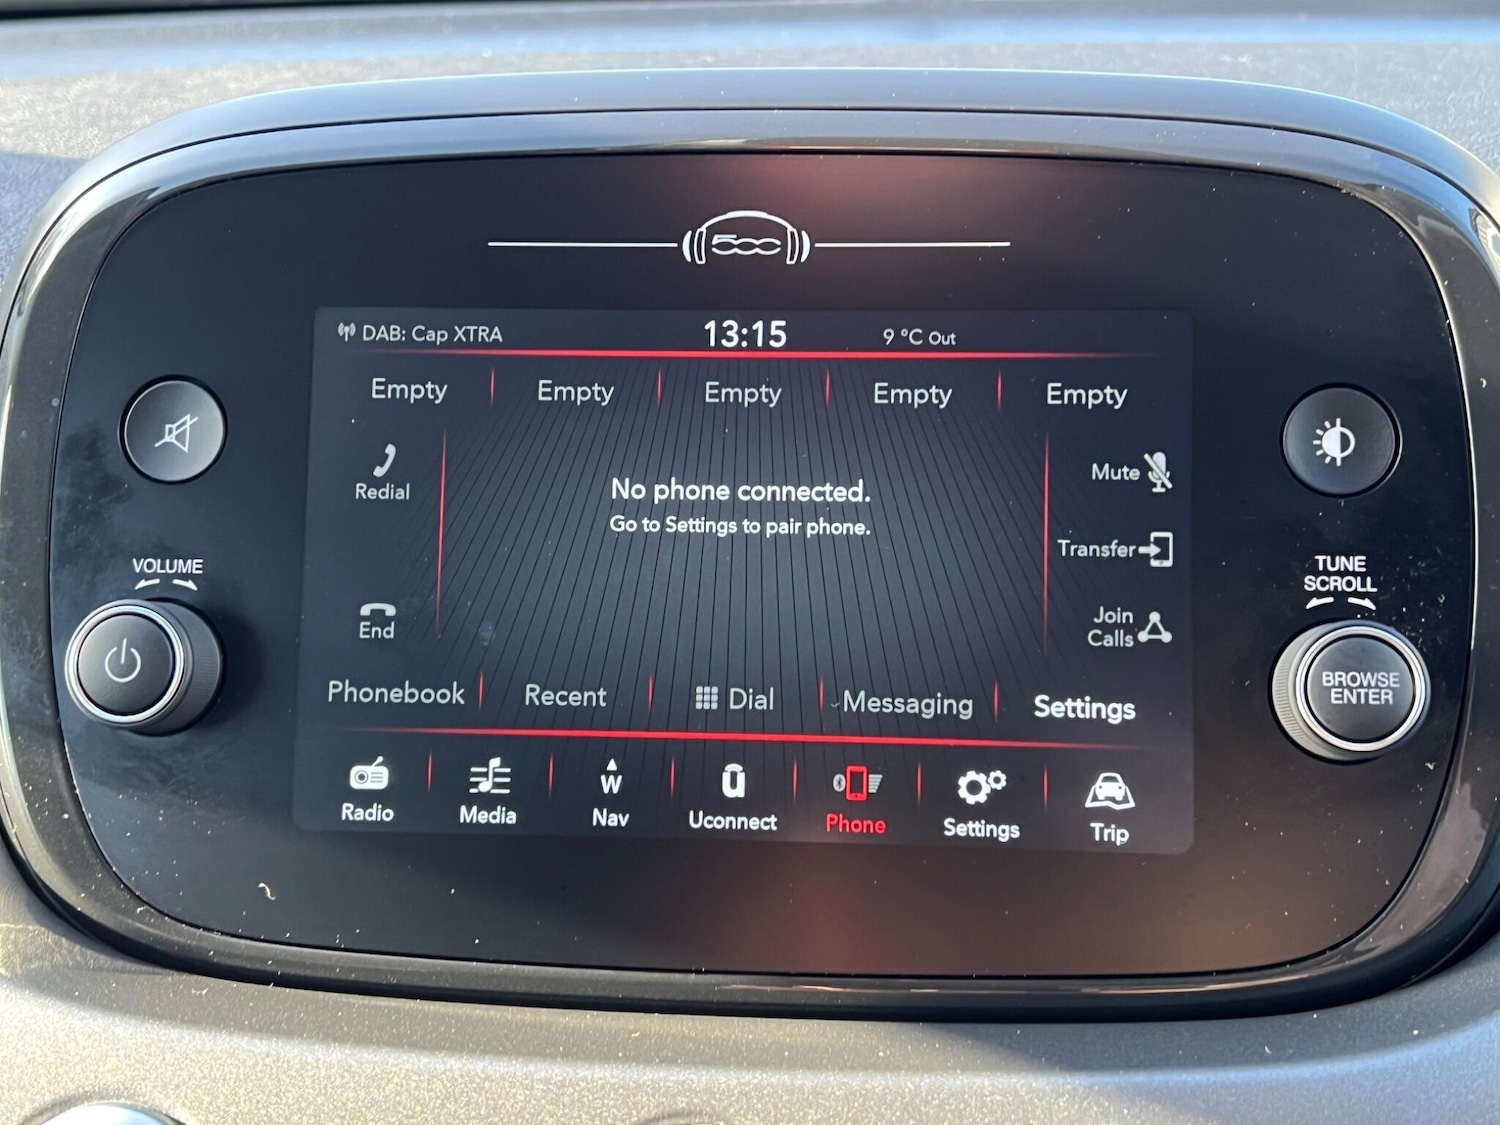 500
DAB: Cap XTRA 13:15 9 °C Out
Empty Empty Empty Empty Empty
Redial
Mute
No phone connected.
Go to Settings to pair phone.
Transfer
VOLUME
TUNE
SCROLL
End
Join
Calls
BROWSE
ENTER
Phonebook Recent Dial Messaging Settings
W
Radio Media Nav Uconnect Phone Settings Trip